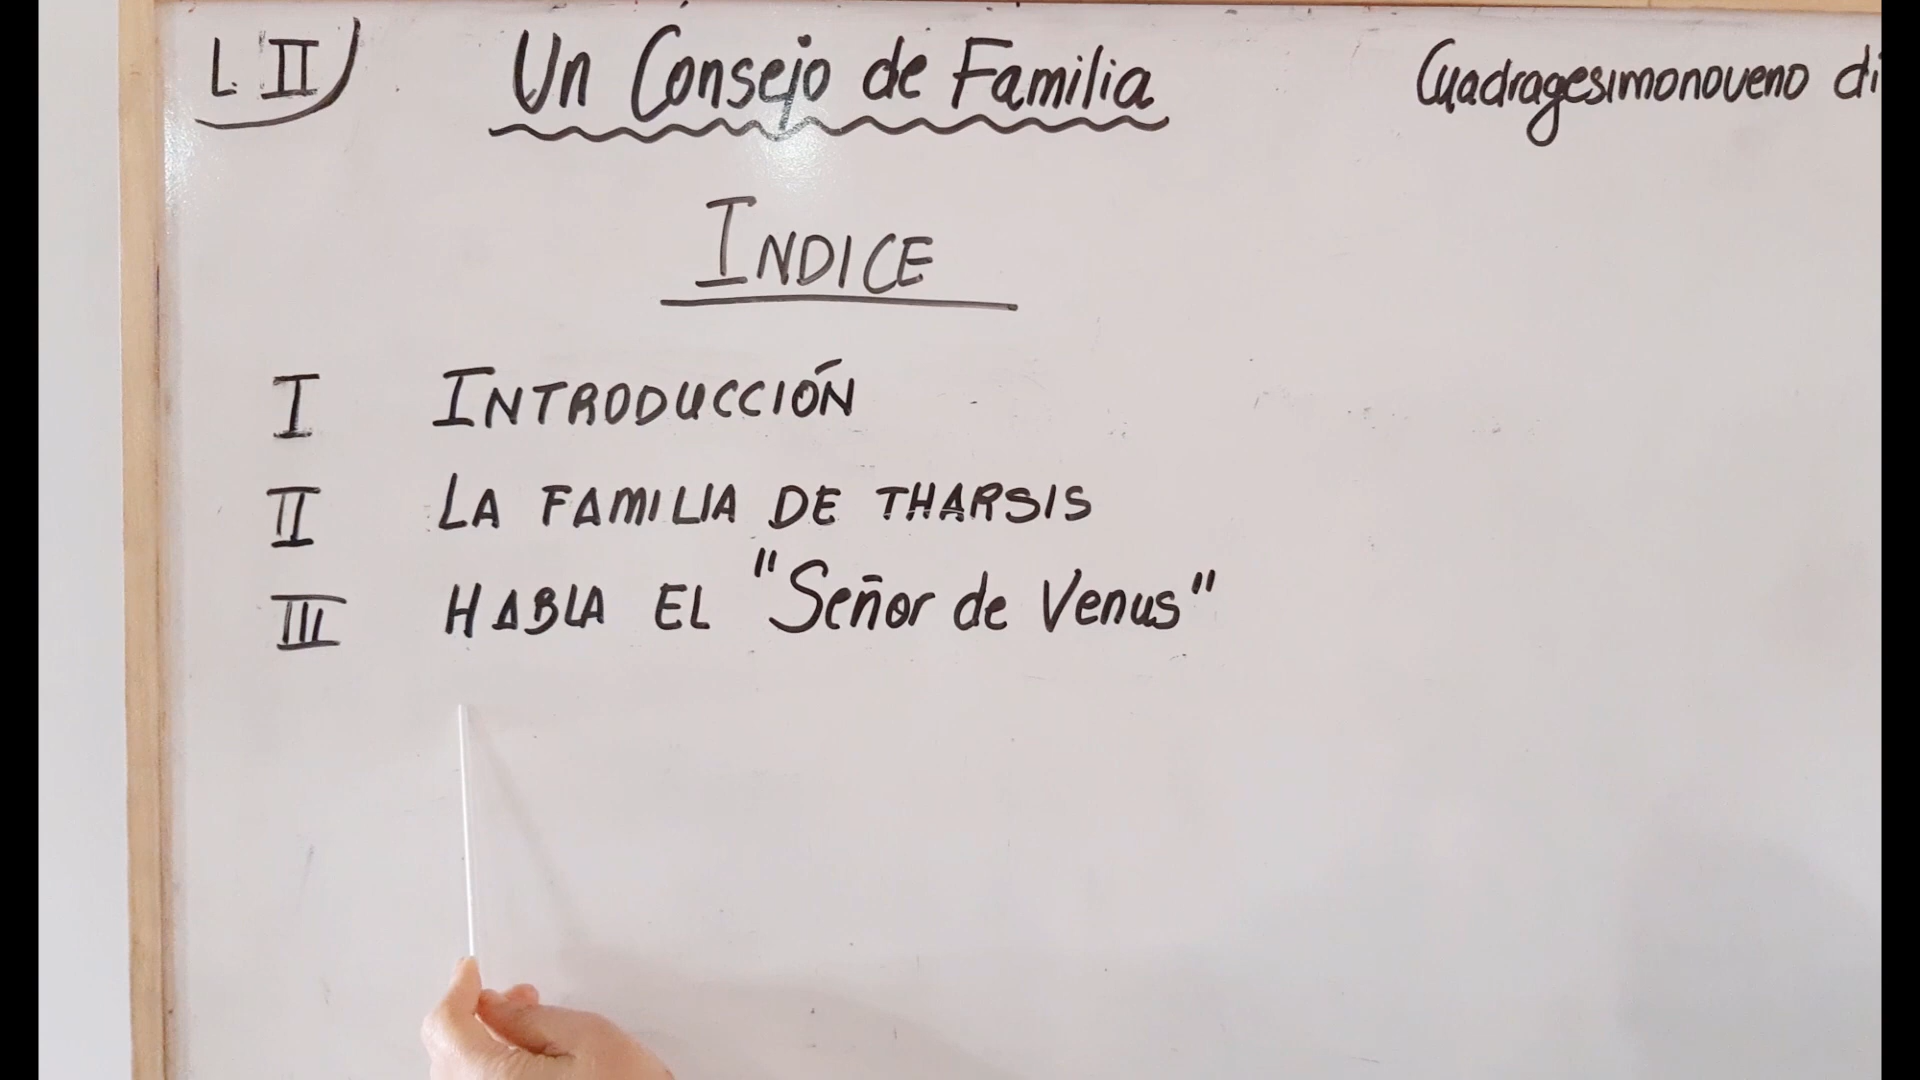 L II) Un Consejo de Familia Cuadragesimonoveno di
INDICE
I INTRODUCCIÓN
II LA FAMILIA DE THARSIS
III HABLA EL "Señor de Venus"